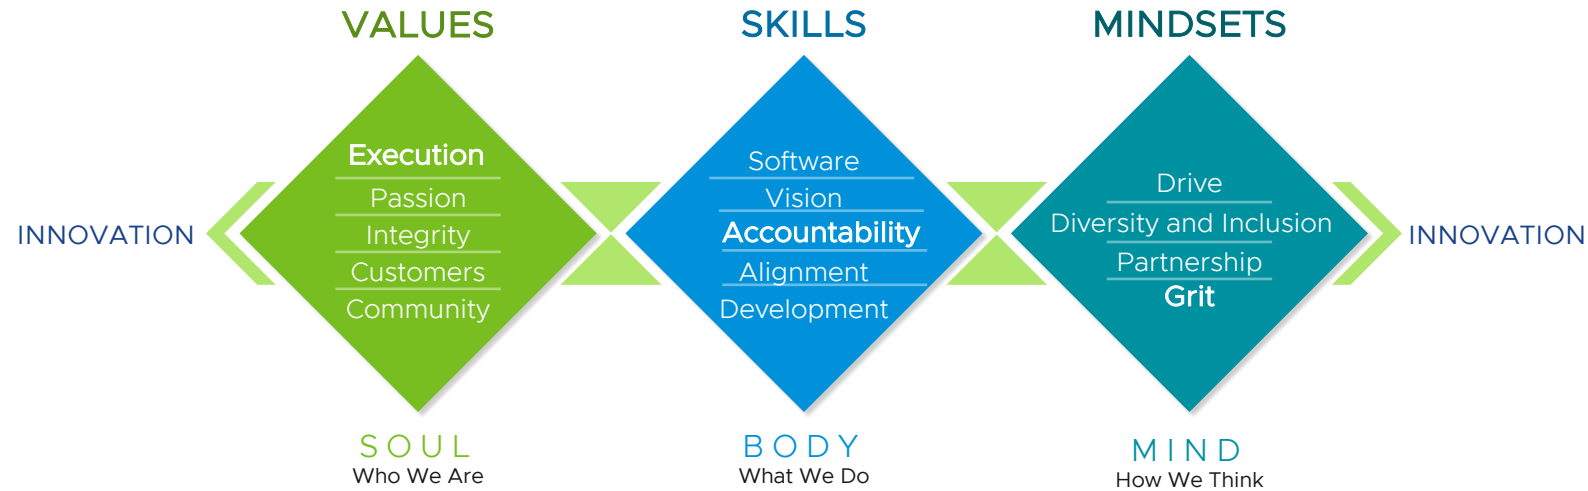 VALUES
SKILLS
MINDSETS
INNOVATION
Execution
Passion
Integrity
Customers
Community
Software
Vision
Accountability
Alignment
Development
Drive
Diversity and Inclusion
Partnership
Grit
INNOVATION
SOUL
Who We Are
BODY
What We Do
MIND
How We Think